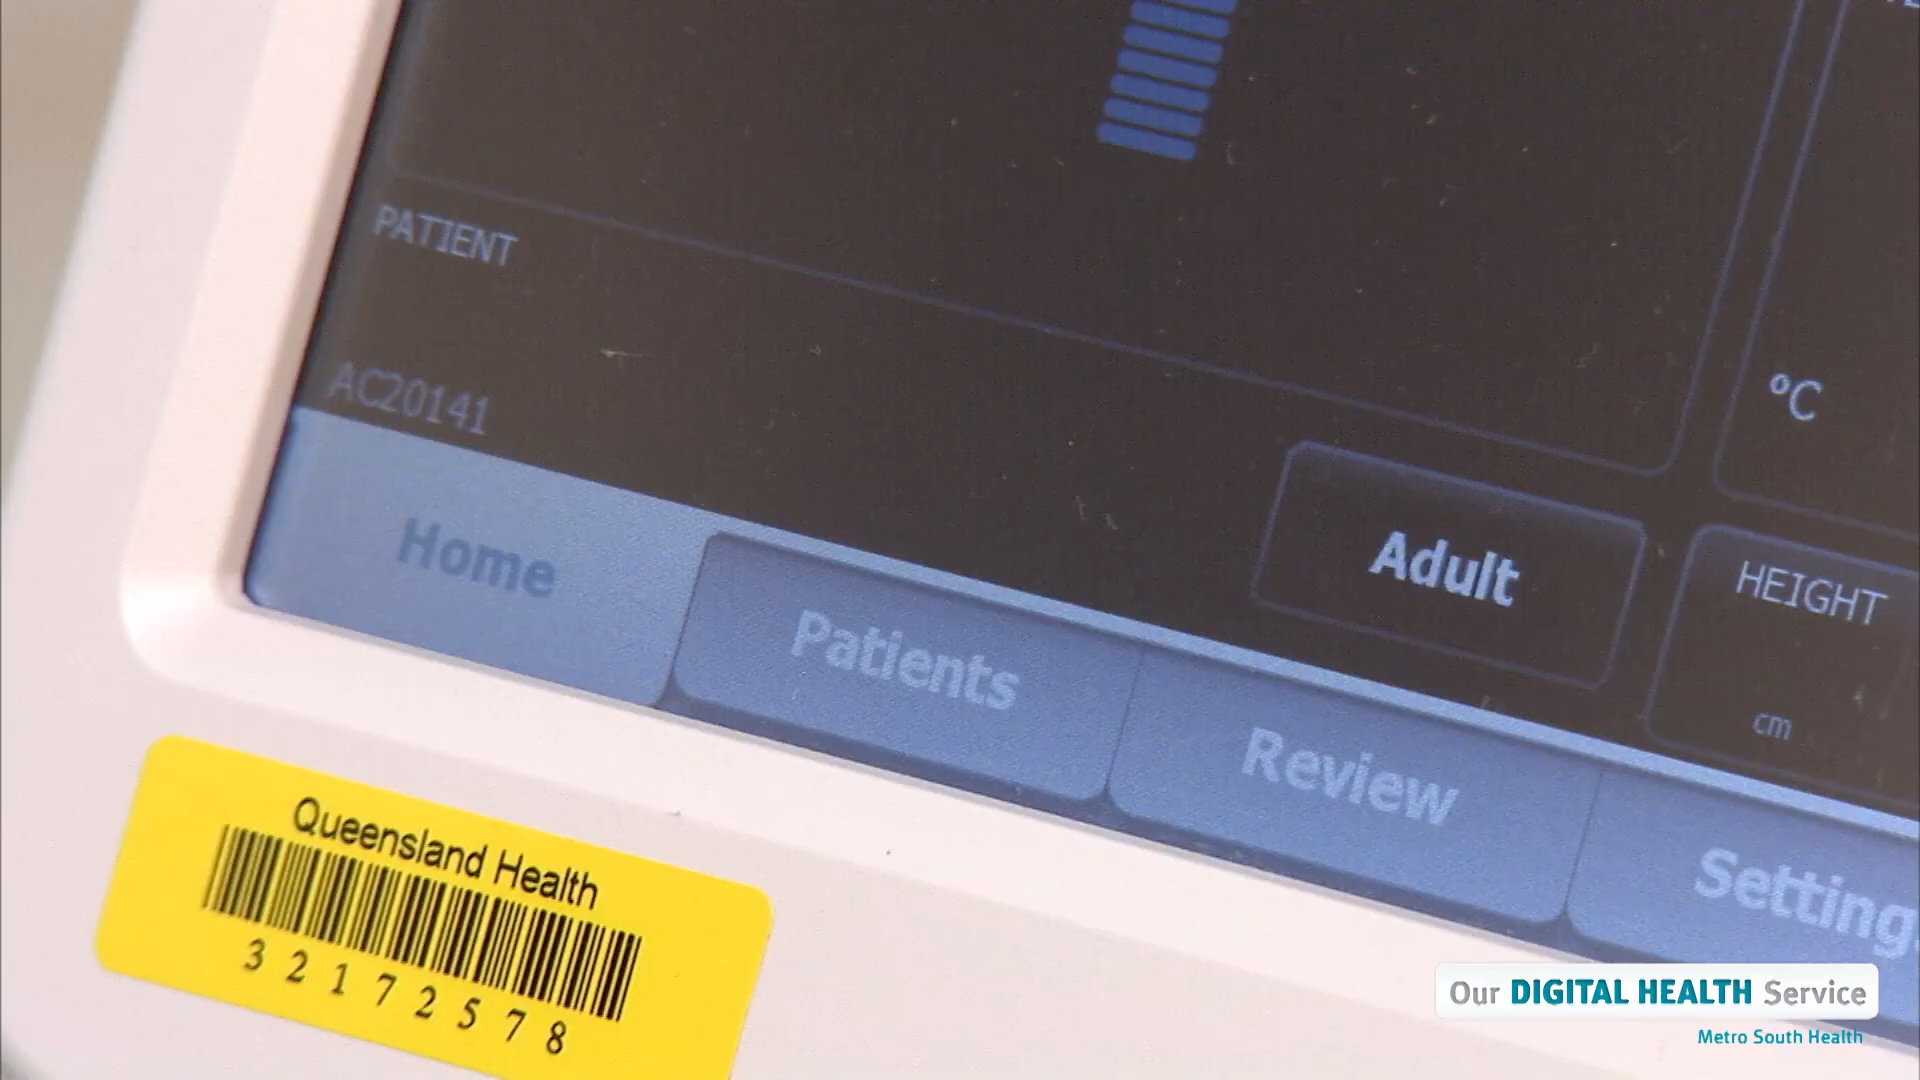 PATIENT
AC20141
°C
Adult
HEIGHT
cm
Home
Patients
Review
Setting
Queensland Health
3 2 1 7 2 5 7 8
Our DIGITAL HEALTH Service
Metro South Health